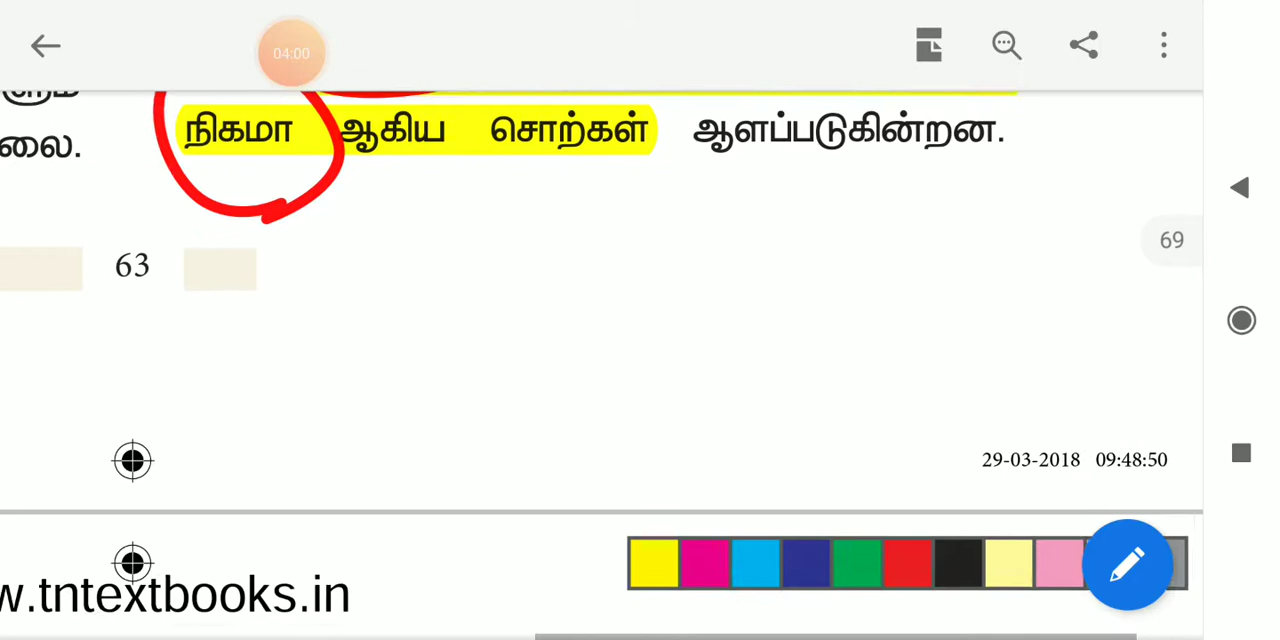 04:00
நிகமா ஆகிய சொற்கள் ஆளப்படுகின்றன.
லை.
69
63
29-03-2018 09:48:50
w.tntextbooks.in